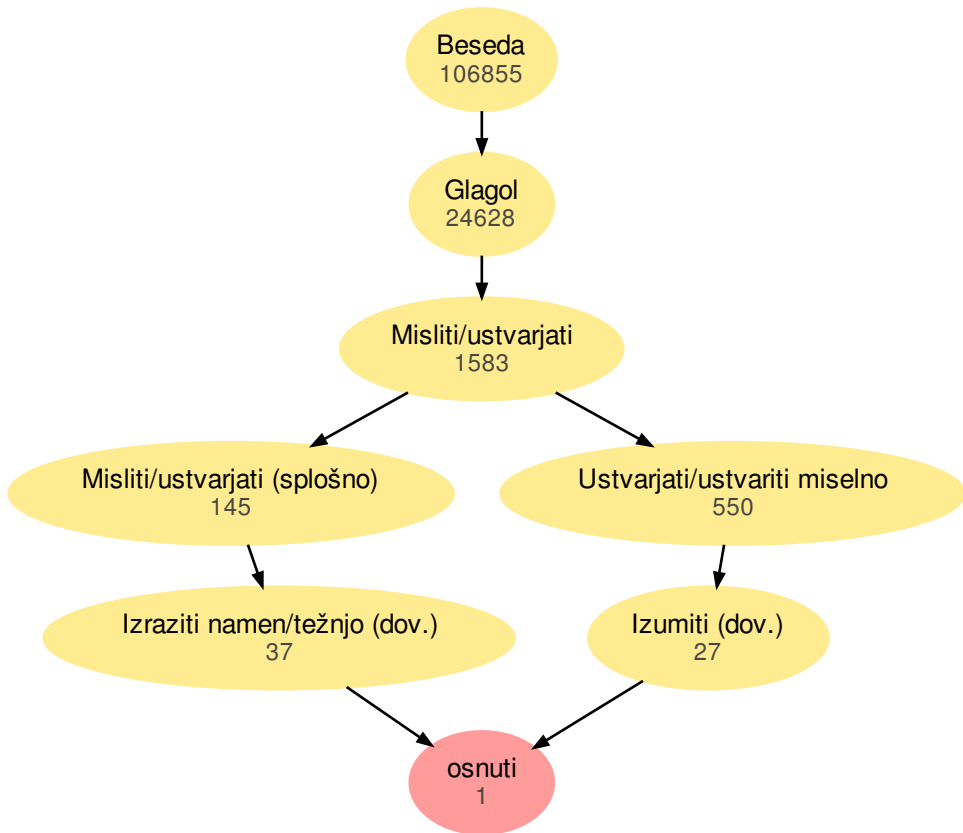 Beseda
106855
Glagol
24628
Misliti/ustvarjati
1583
Misliti/ustvarjati (splošno)
145
Ustvarjati/ustvariti miselno
550
Izraziti namen/težnjo (dov.)
37
Izumiti (dov.)
27
osnuti
1